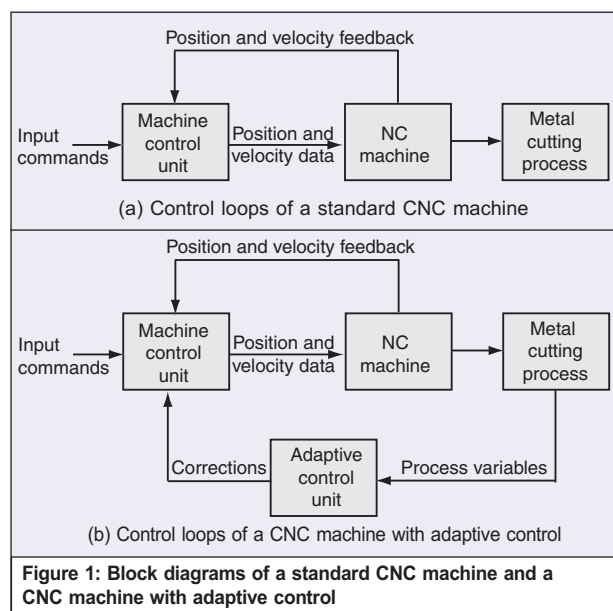 Position and velocity feedback
Input
commands
Machine
control
unit
Position and
velocity data
NC
machine
Metal
cutting
process
(a) Control loops of a standard CNC machine
Position and velocity feedback
Input
commands
Machine
control
unit
Position and
velocity data
NC
machine
Metal
cutting
process
Corrections
Adaptive
control
unit
Process variables
(b) Control loops of a CNC machine with adaptive control
Figure 1: Block diagrams of a standard CNC machine and a
CNC machine with adaptive control